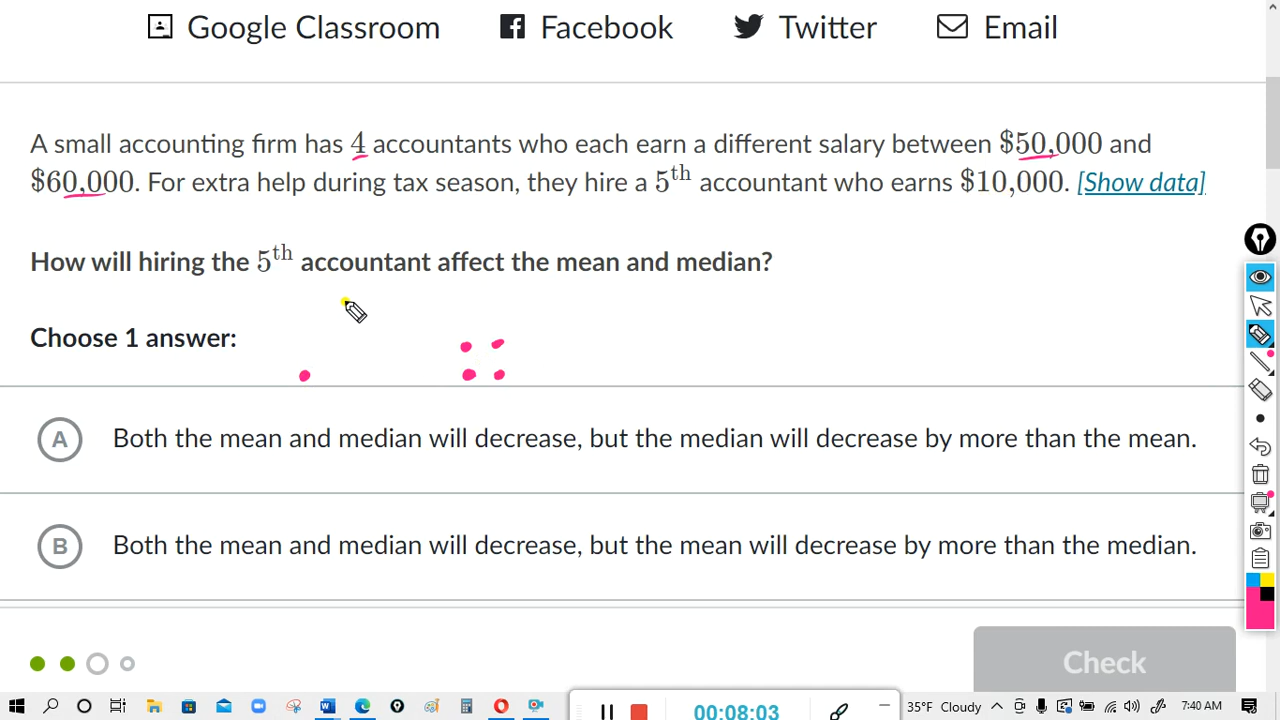 Google Classroom Facebook Twitter Email
A small accounting firm has 4 accountants who each earn a different salary between $50,000 and
$60,000. For extra help during tax season, they hire a 5th accountant who earns $10,000. [Show data]
How will hiring the 5th accountant affect the mean and median?
Choose 1 answer:
A Both the mean and median will decrease, but the median will decrease by more than the mean.
B Both the mean and median will decrease, but the mean will decrease by more than the median.
Check
00:08:03
35°F Cloudy
7:40 AM